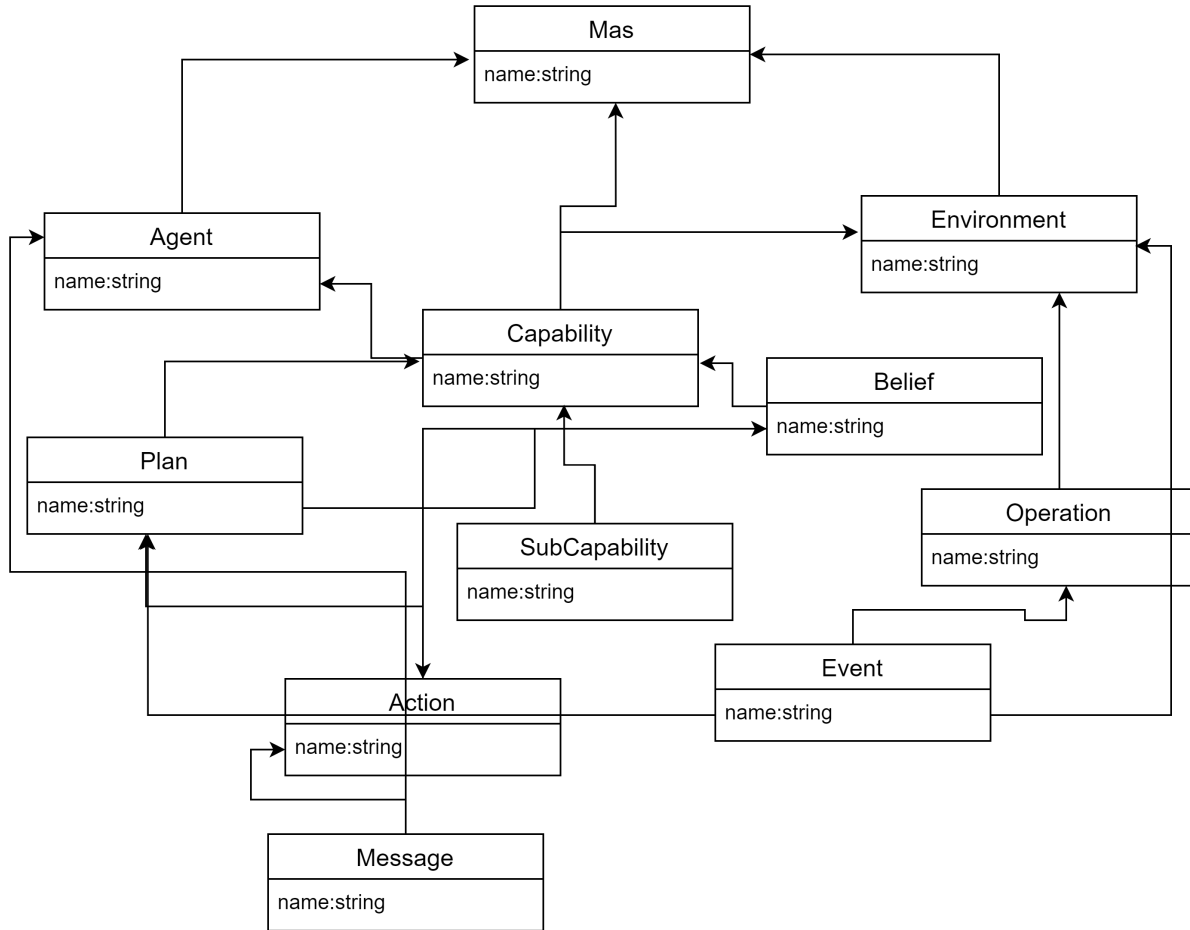 Mas
name:string
Agent
name:string
Environment
name:string
Capability
name:string
Belief
name:string
Plan
name:string
Operation
name:string
SubCapability
name:string
Event
name:string
Action
name:string
Message
name:string